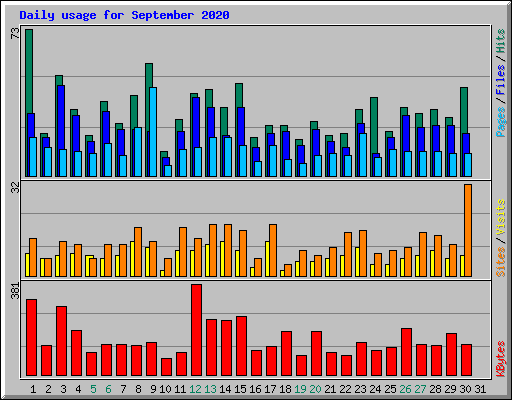 Daily usage for September 2020
73
Pages / Files / Hits
32
Sites / Visits
381
KBytes
1 2 3 4 5 6 7 8 9 10 11 12 13 14 15 16 17 18 19 20 21 22 23 24 25 26 27 28 29 30 31